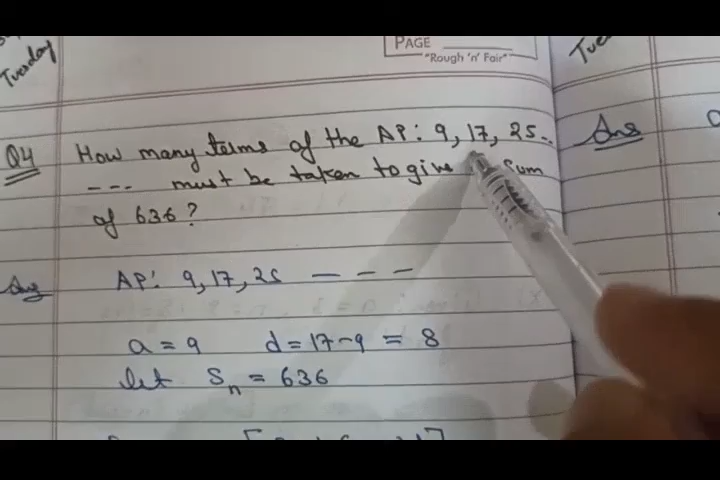 Tuesday
PAGE
"Rough 'n' Fair"
Q4 How many terms of the AP: 9, 17, 25..
--- must be taken to give sum
of 636?
Ans AP: 9, 17, 25 — — —
a = 9 d = 17-9 = 8
let Sn = 636
Ans